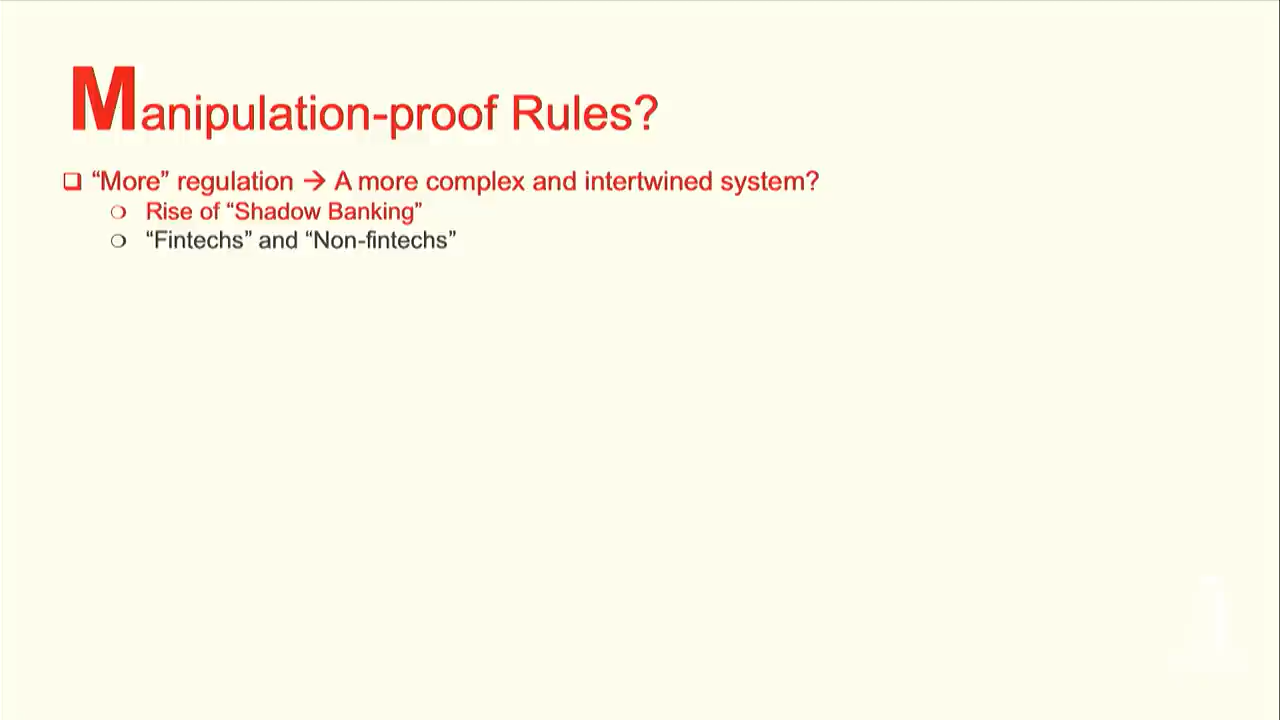 Manipulation-proof Rules?
❑ “More” regulation → A more complex and intertwined system?
❍ Rise of “Shadow Banking”
❍ “Fintechs” and “Non-fintechs”